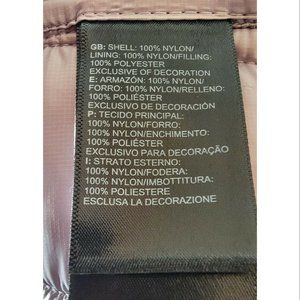 GB: SHELL: 100% NYLON/
LINING: 100% NYLON/FILLING:
100% POLYESTER
EXCLUSIVE OF DECORATION
E: ARMAZÓN: 100% NYLON/
FORRO: 100% NYLON/RELLENO:
100% POLIÉSTER
EXCLUSIVO DE DECORACIÓN
P: TECIDO PRINCIPAL:
100% NYLON/FORRO:
100% NYLON/ENCHIMENTO:
100% POLIÉSTER
EXCLUSIVO PARA DECORAÇÃO
I: STRATO ESTERNO:
100% NYLON/FODERA:
100% NYLON/IMBOTTITURA:
100% POLIESTERE
ESCLUSA LA DECORAZIONE